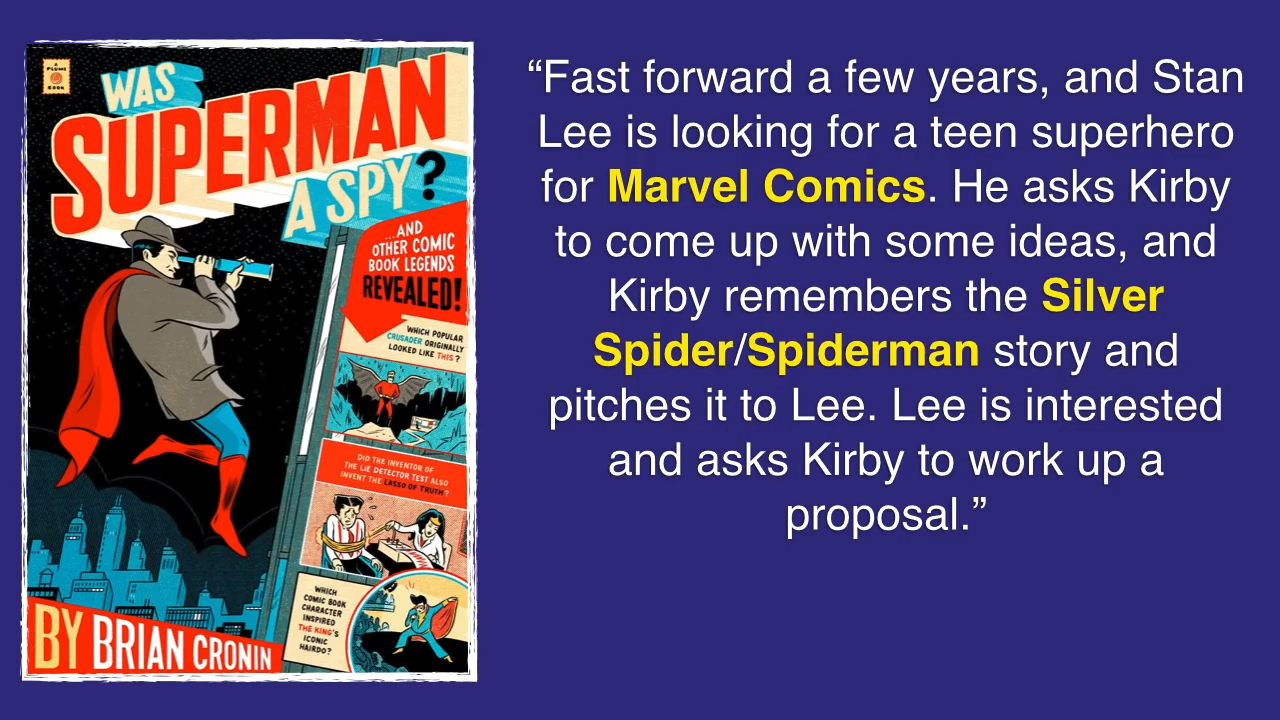 A
PLUME
BOOK
WAS
SUPERMAN
A SPY?
...AND
OTHER COMIC
BOOK LEGENDS
REVEALED!
WHICH POPULAR
CRUSADER ORIGINALLY
LOOKED LIKE THIS?
DID THE INVENTOR OF
THE LIE DETECTOR TEST ALSO
INVENT THE LASSO OF TRUTH?
WHICH
COMIC BOOK
CHARACTER
INSPIRED
THE KING'S
ICONIC
HAIRDO?
BY BRIAN CRONIN
“Fast forward a few years, and Stan
Lee is looking for a teen superhero
for Marvel Comics. He asks Kirby
to come up with some ideas, and
Kirby remembers the Silver
Spider/Spiderman story and
pitches it to Lee. Lee is interested
and asks Kirby to work up a
proposal.”